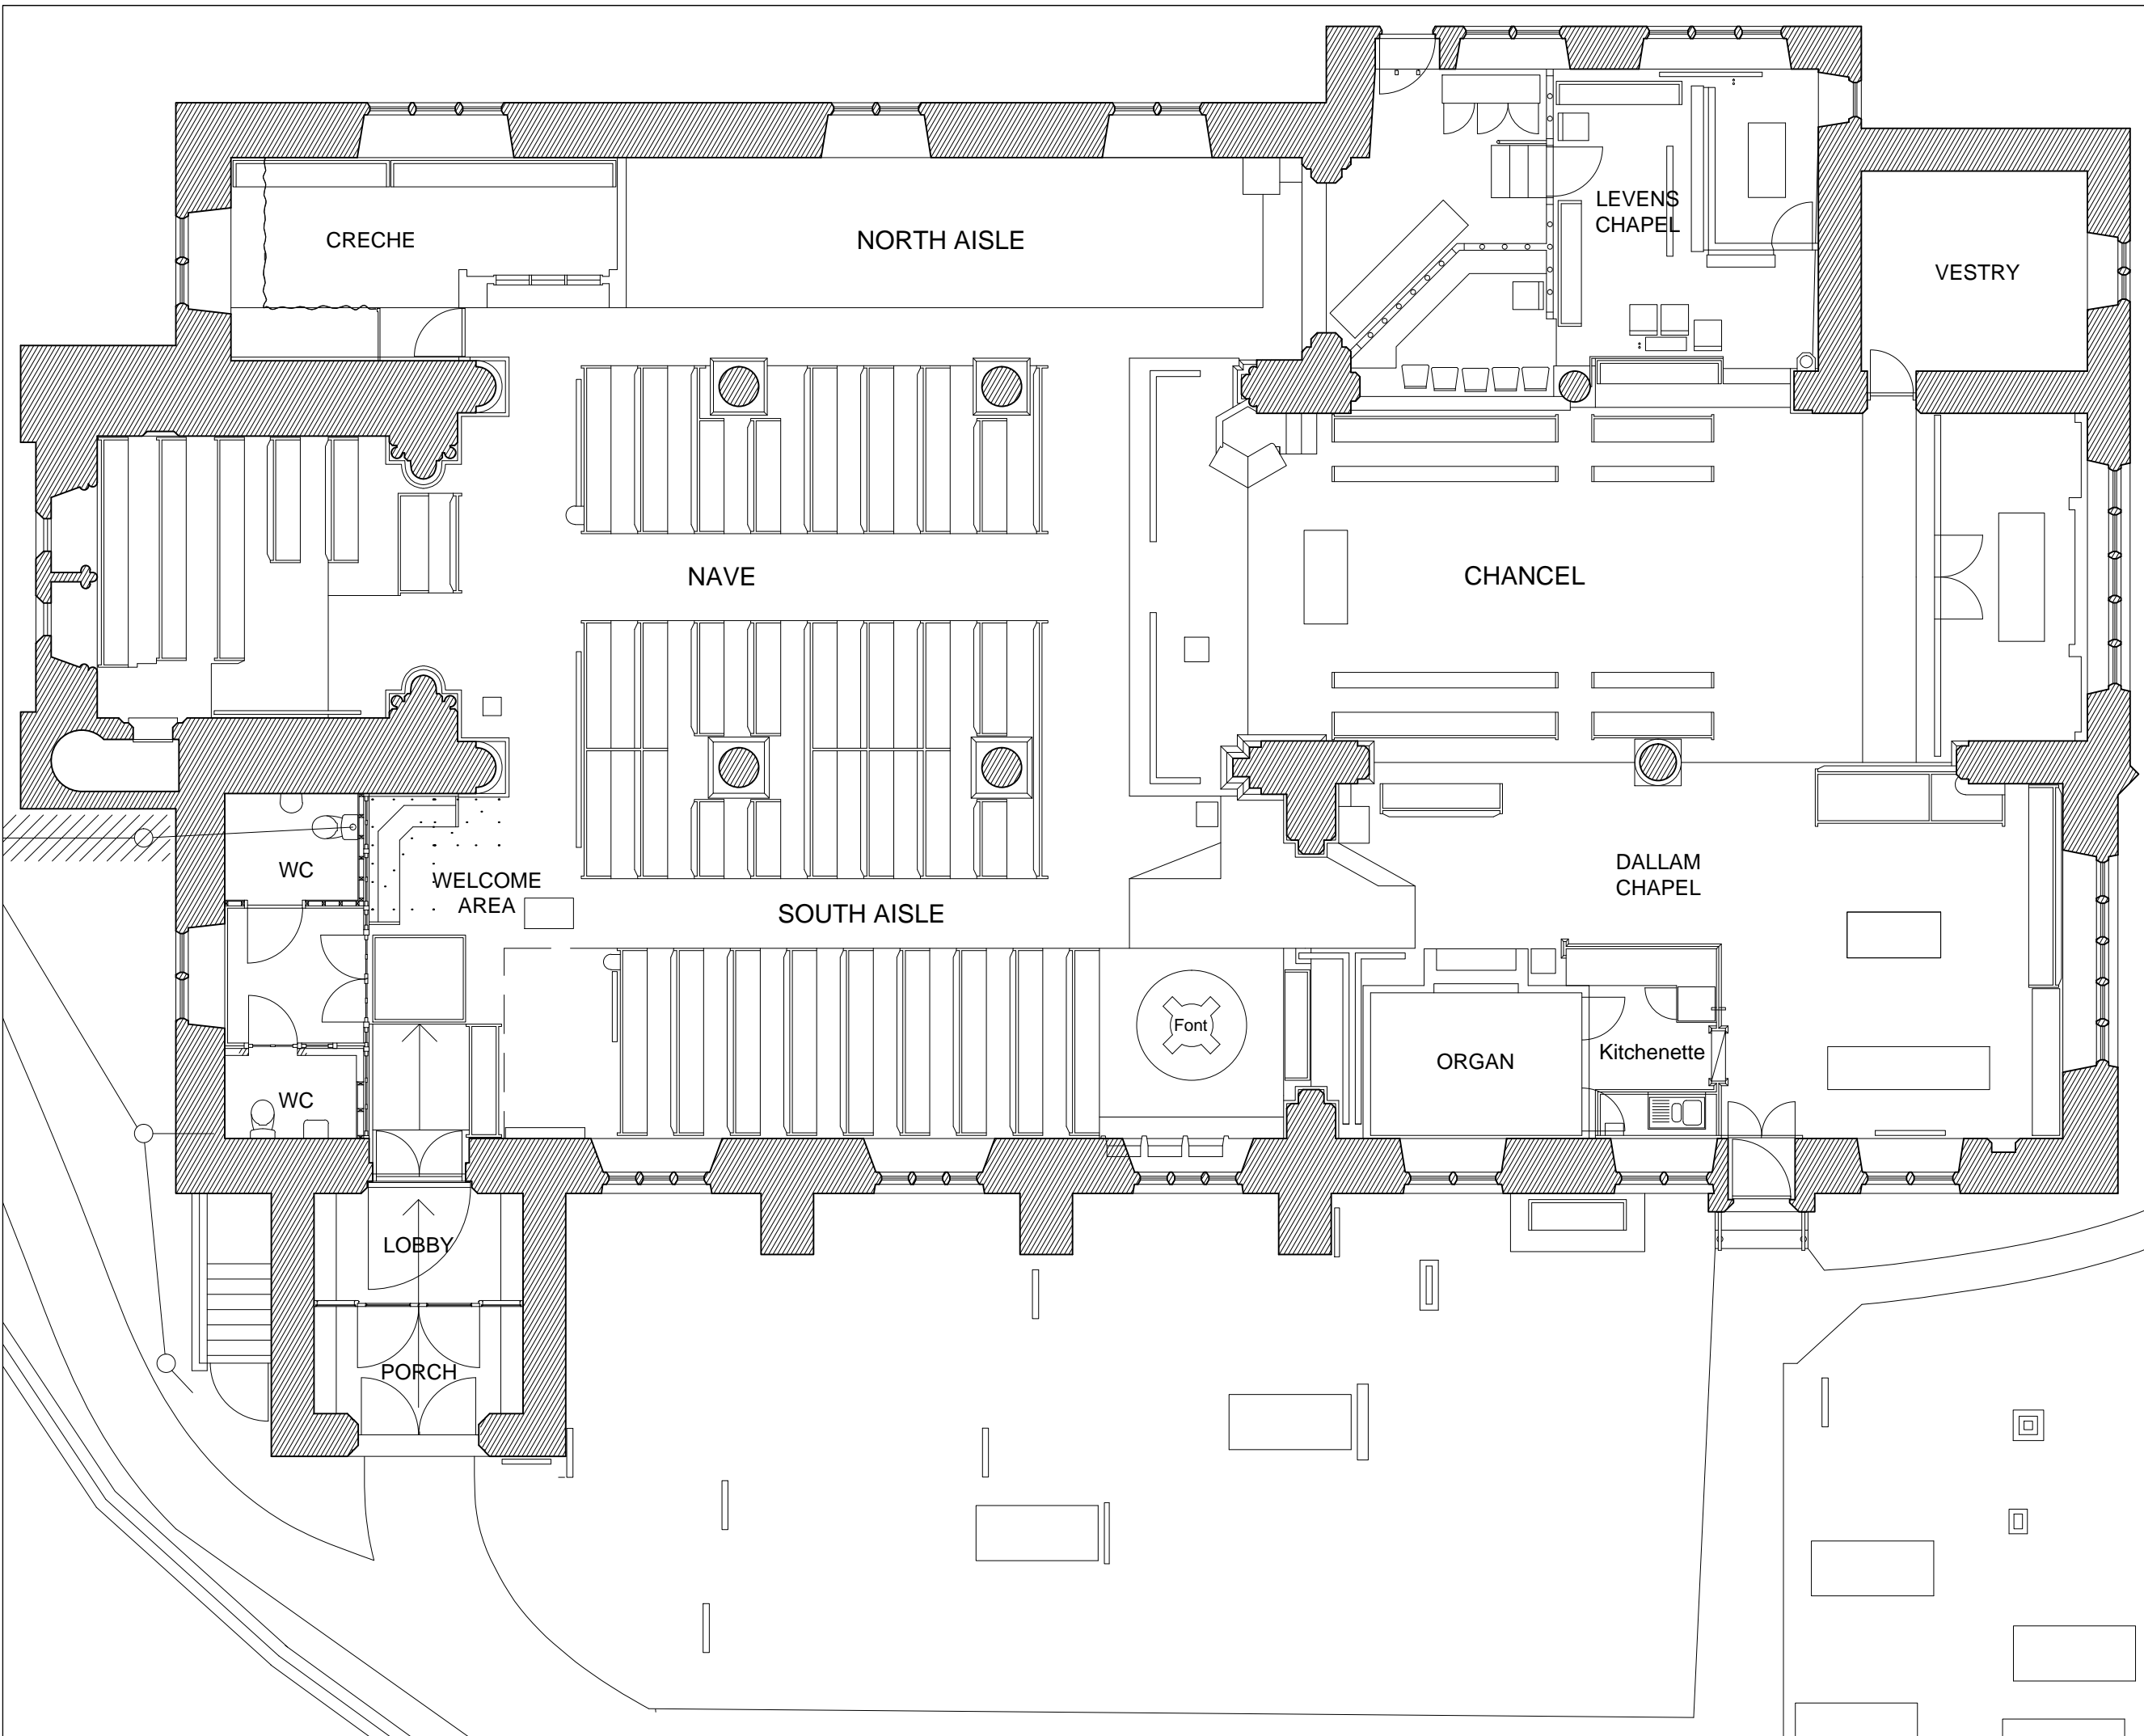 LEVENS
CHAPEL
CRECHE
NORTH AISLE
VESTRY
NAVE
CHANCEL
WC
WELCOME
AREA
SOUTH AISLE
DALLAM
CHAPEL
Font
ORGAN
Kitchenette
WC
LOBBY
PORCH